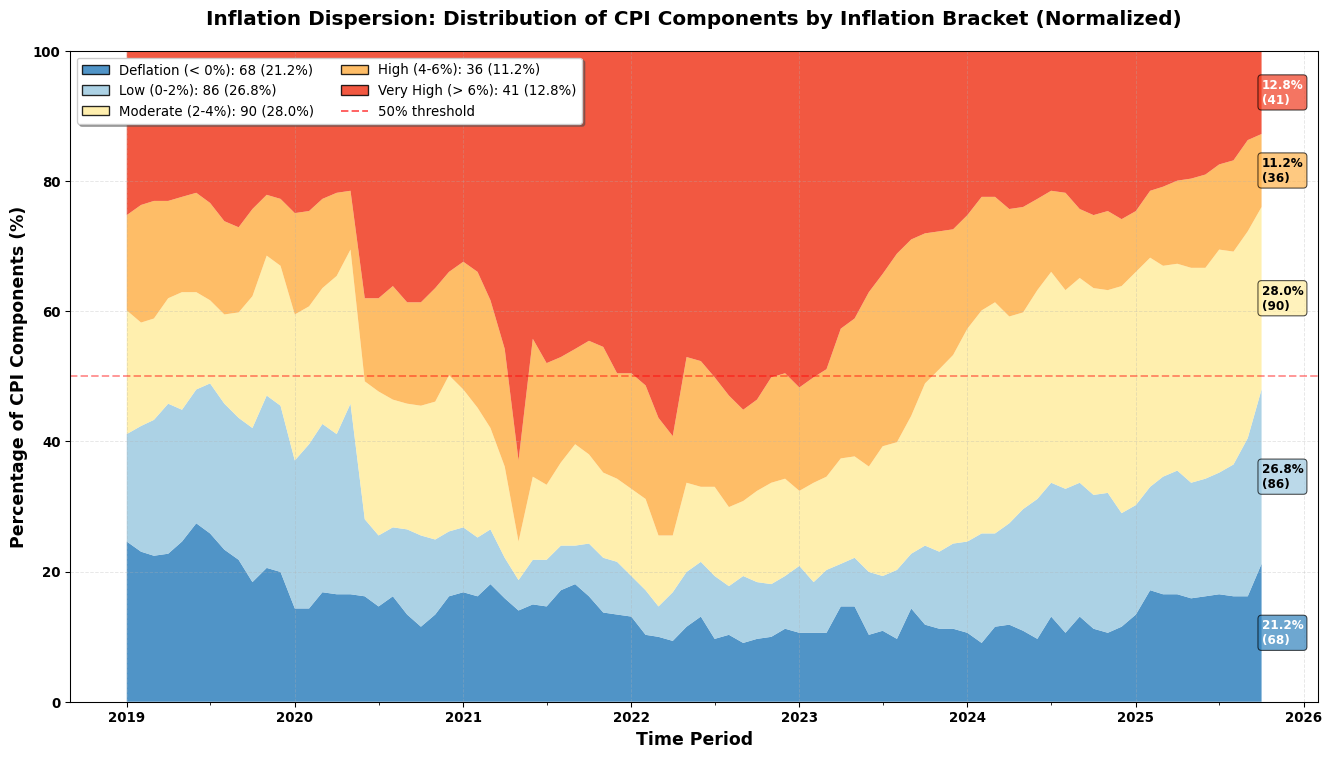 Inflation Dispersion: Distribution of CPI Components by Inflation Bracket (Normalized)
Percentage of CPI Components (%)
100
80
60
40
20
0
Deflation (< 0%): 68 (21.2%)
Low (0-2%): 86 (26.8%)
Moderate (2-4%): 90 (28.0%)
High (4-6%): 36 (11.2%)
Very High (> 6%): 41 (12.8%)
50% threshold
12.8%
(41)
11.2%
(36)
28.0%
(90)
26.8%
(86)
21.2%
(68)
2019 2020 2021 2022 2023 2024 2025 2026
Time Period